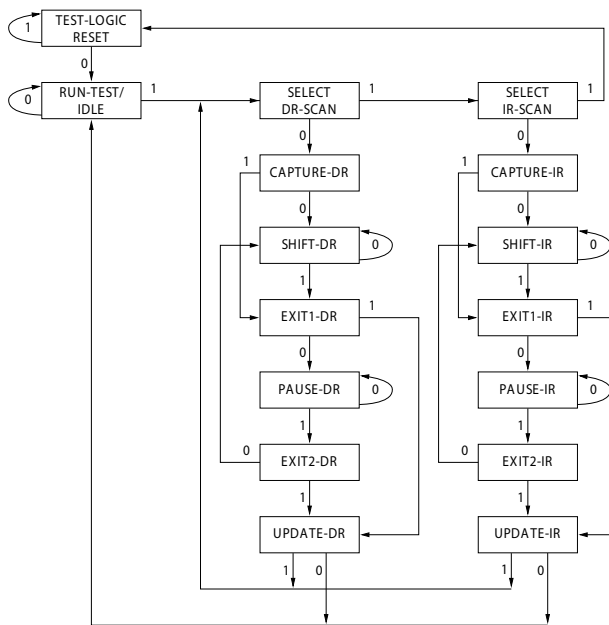 1
TEST-LOGIC
RESET
0
0
RUN-TEST/
IDLE
1
SELECT
DR-SCAN
1
SELECT
IR-SCAN
1
0
0
1
CAPTURE-DR
1
CAPTURE-IR
0
0
SHIFT-DR
0
SHIFT-IR
0
1
1
EXIT1-DR
1
EXIT1-IR
1
0
0
PAUSE-DR
0
PAUSE-IR
0
1
1
0
EXIT2-DR
0
EXIT2-IR
1
1
UPDATE-DR
UPDATE-IR
1
0
1
0